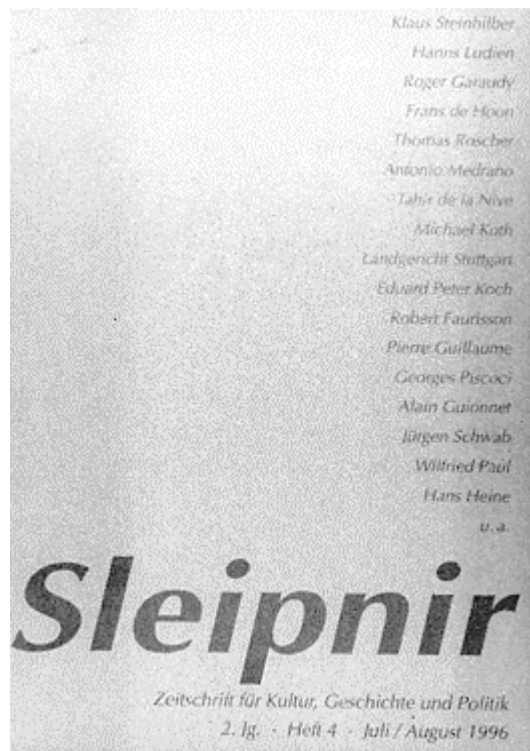 Klaus Steinhilber
Hanns Ludien
Roger Garaudy
Frans de Hoon
Thomas Roscher
Antonio Medrano
Tahir de la Nive
Michael Koth
Landgericht Stuttgart
Eduard Peter Koch
Robert Faurisson
Pierre Guillaume
Georges Piscoci
Alain Guionnet
Jürgen Schwab
Wilfried Paul
Hans Heine
u. a.
Sleipnir
Zeitschrift für Kultur, Geschichte und Politik
2. Jg. · Heft 4 · Juli / August 1996